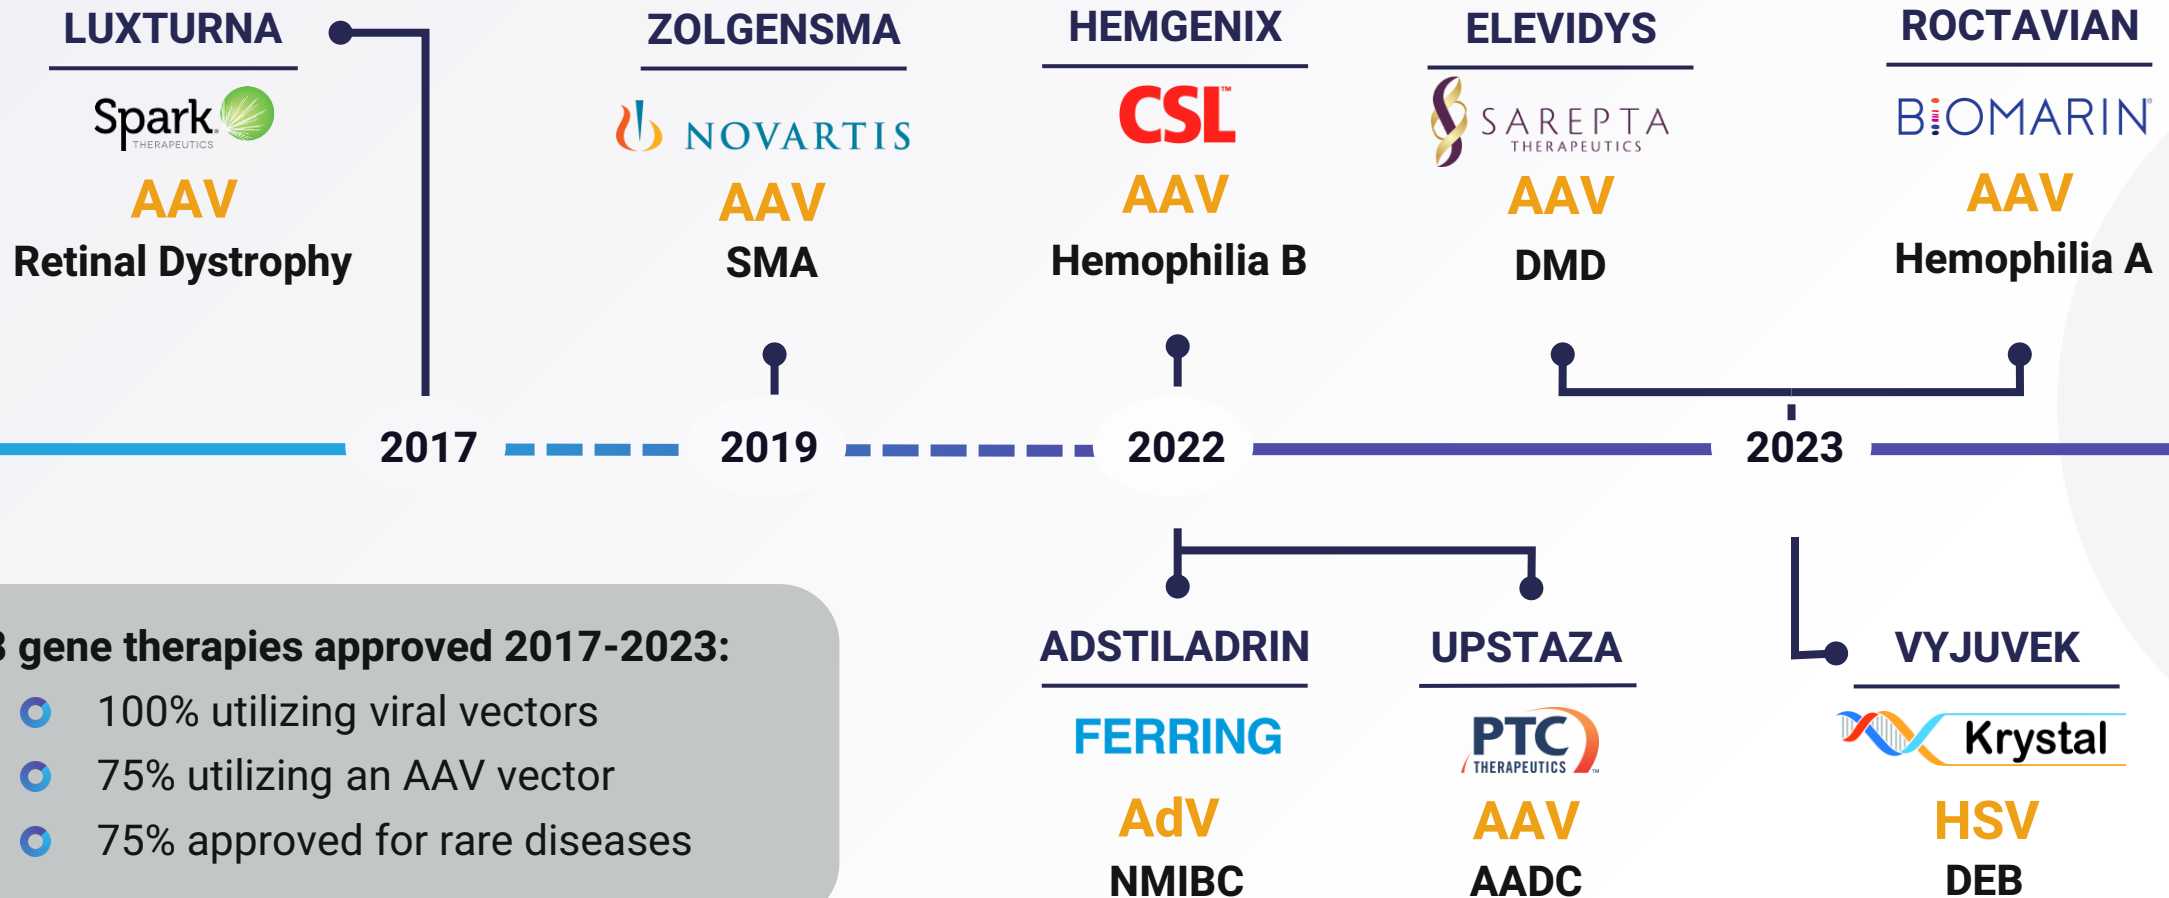 LUXTURNA
Spark
THERAPEUTICS
AAV
Retinal Dystrophy
ZOLGENSMA
NOVARTIS
AAV
SMA
HEMGENIX
CSL™
AAV
Hemophilia B
ELEVIDYS
SAREPTA
THERAPEUTICS
AAV
DMD
ROCTAVIAN
BIOMARIN®
AAV
Hemophilia A
2017
2019
2022
2023
gene therapies approved 2017-2023:
100% utilizing viral vectors
75% utilizing an AAV vector
75% approved for rare diseases
ADSTILADRIN
FERRING
AdV
NMIBC
UPSTAZA
PTC
THERAPEUTICS™
AAV
AADC
VYJUVEK
Krystal
HSV
DEB